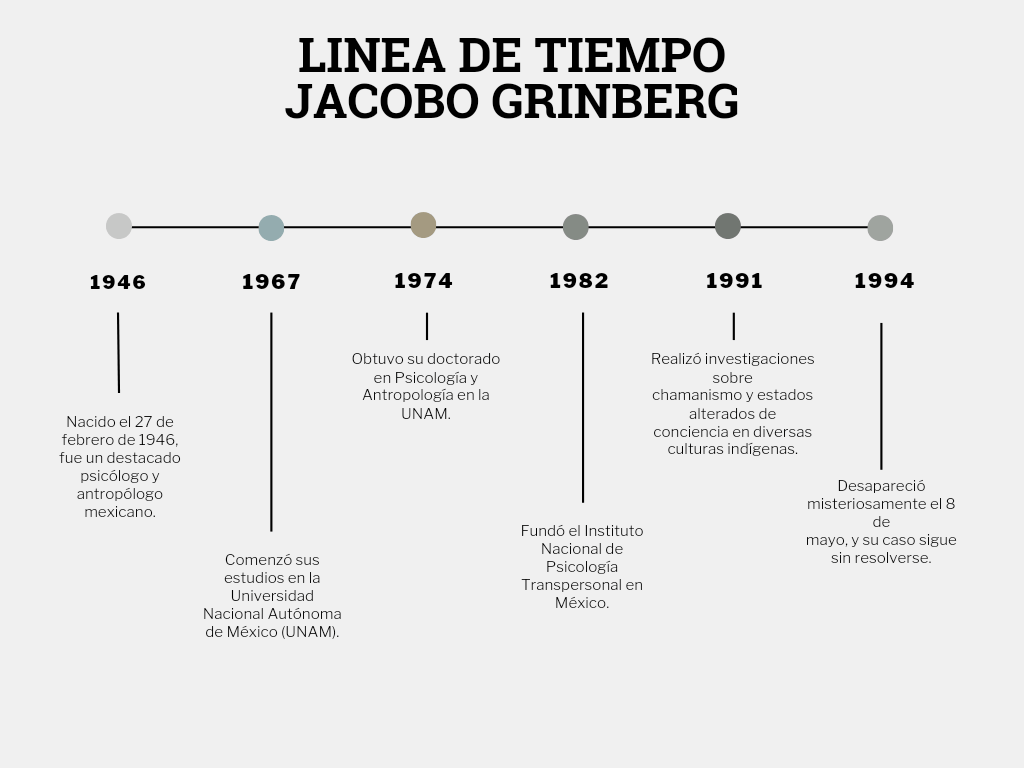 LINEA DE TIEMPO
JACOBO GRINBERG
1946
Nacido el 27 de
febrero de 1946,
fue un destacado
psicólogo y
antropólogo
mexicano.
1967
Comenzó sus
estudios en la
Universidad
Nacional Autónoma
de México (UNAM).
1974
Obtuvo su doctorado
en Psicología y
Antropología en la
UNAM.
1982
Fundó el Instituto
Nacional de
Psicología
Transpersonal en
México.
1991
Realizó investigaciones
sobre
chamanismo y estados
alterados de
conciencia en diversas
culturas indígenas.
1994
Desapareció
misteriosamente el 8
de
mayo, y su caso sigue
sin resolverse.